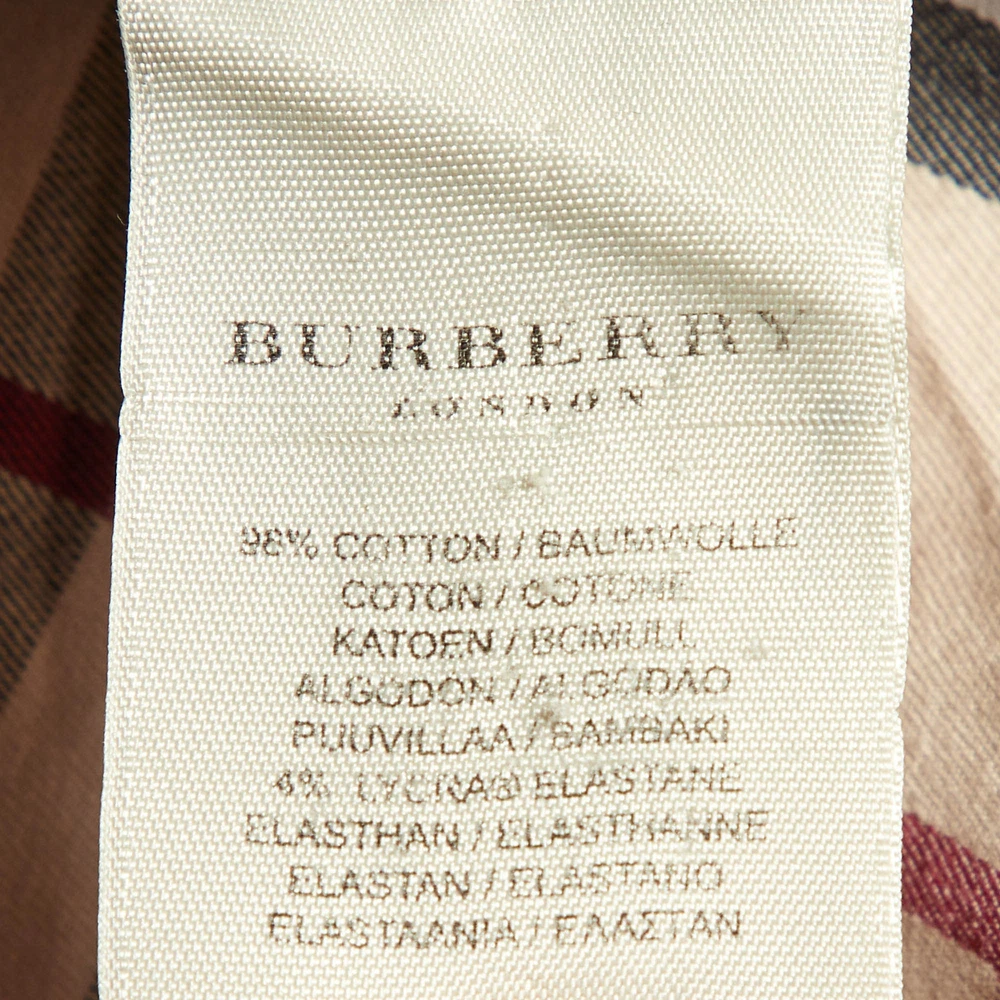 BURBERRY
LONDON
98% COTTON / BAUMWOLLE
COTON / COTONE
KATOEN / BOMULL
ALGODON / ALGODAO
PUUVILLAA / BAMBAKI
4% LYCRA® ELASTANE
ELASTHAN / ELASTHANNE
ELASTAN / ELASTANO
ELASTAANIA / ΕΛΑΣΤΑΝ